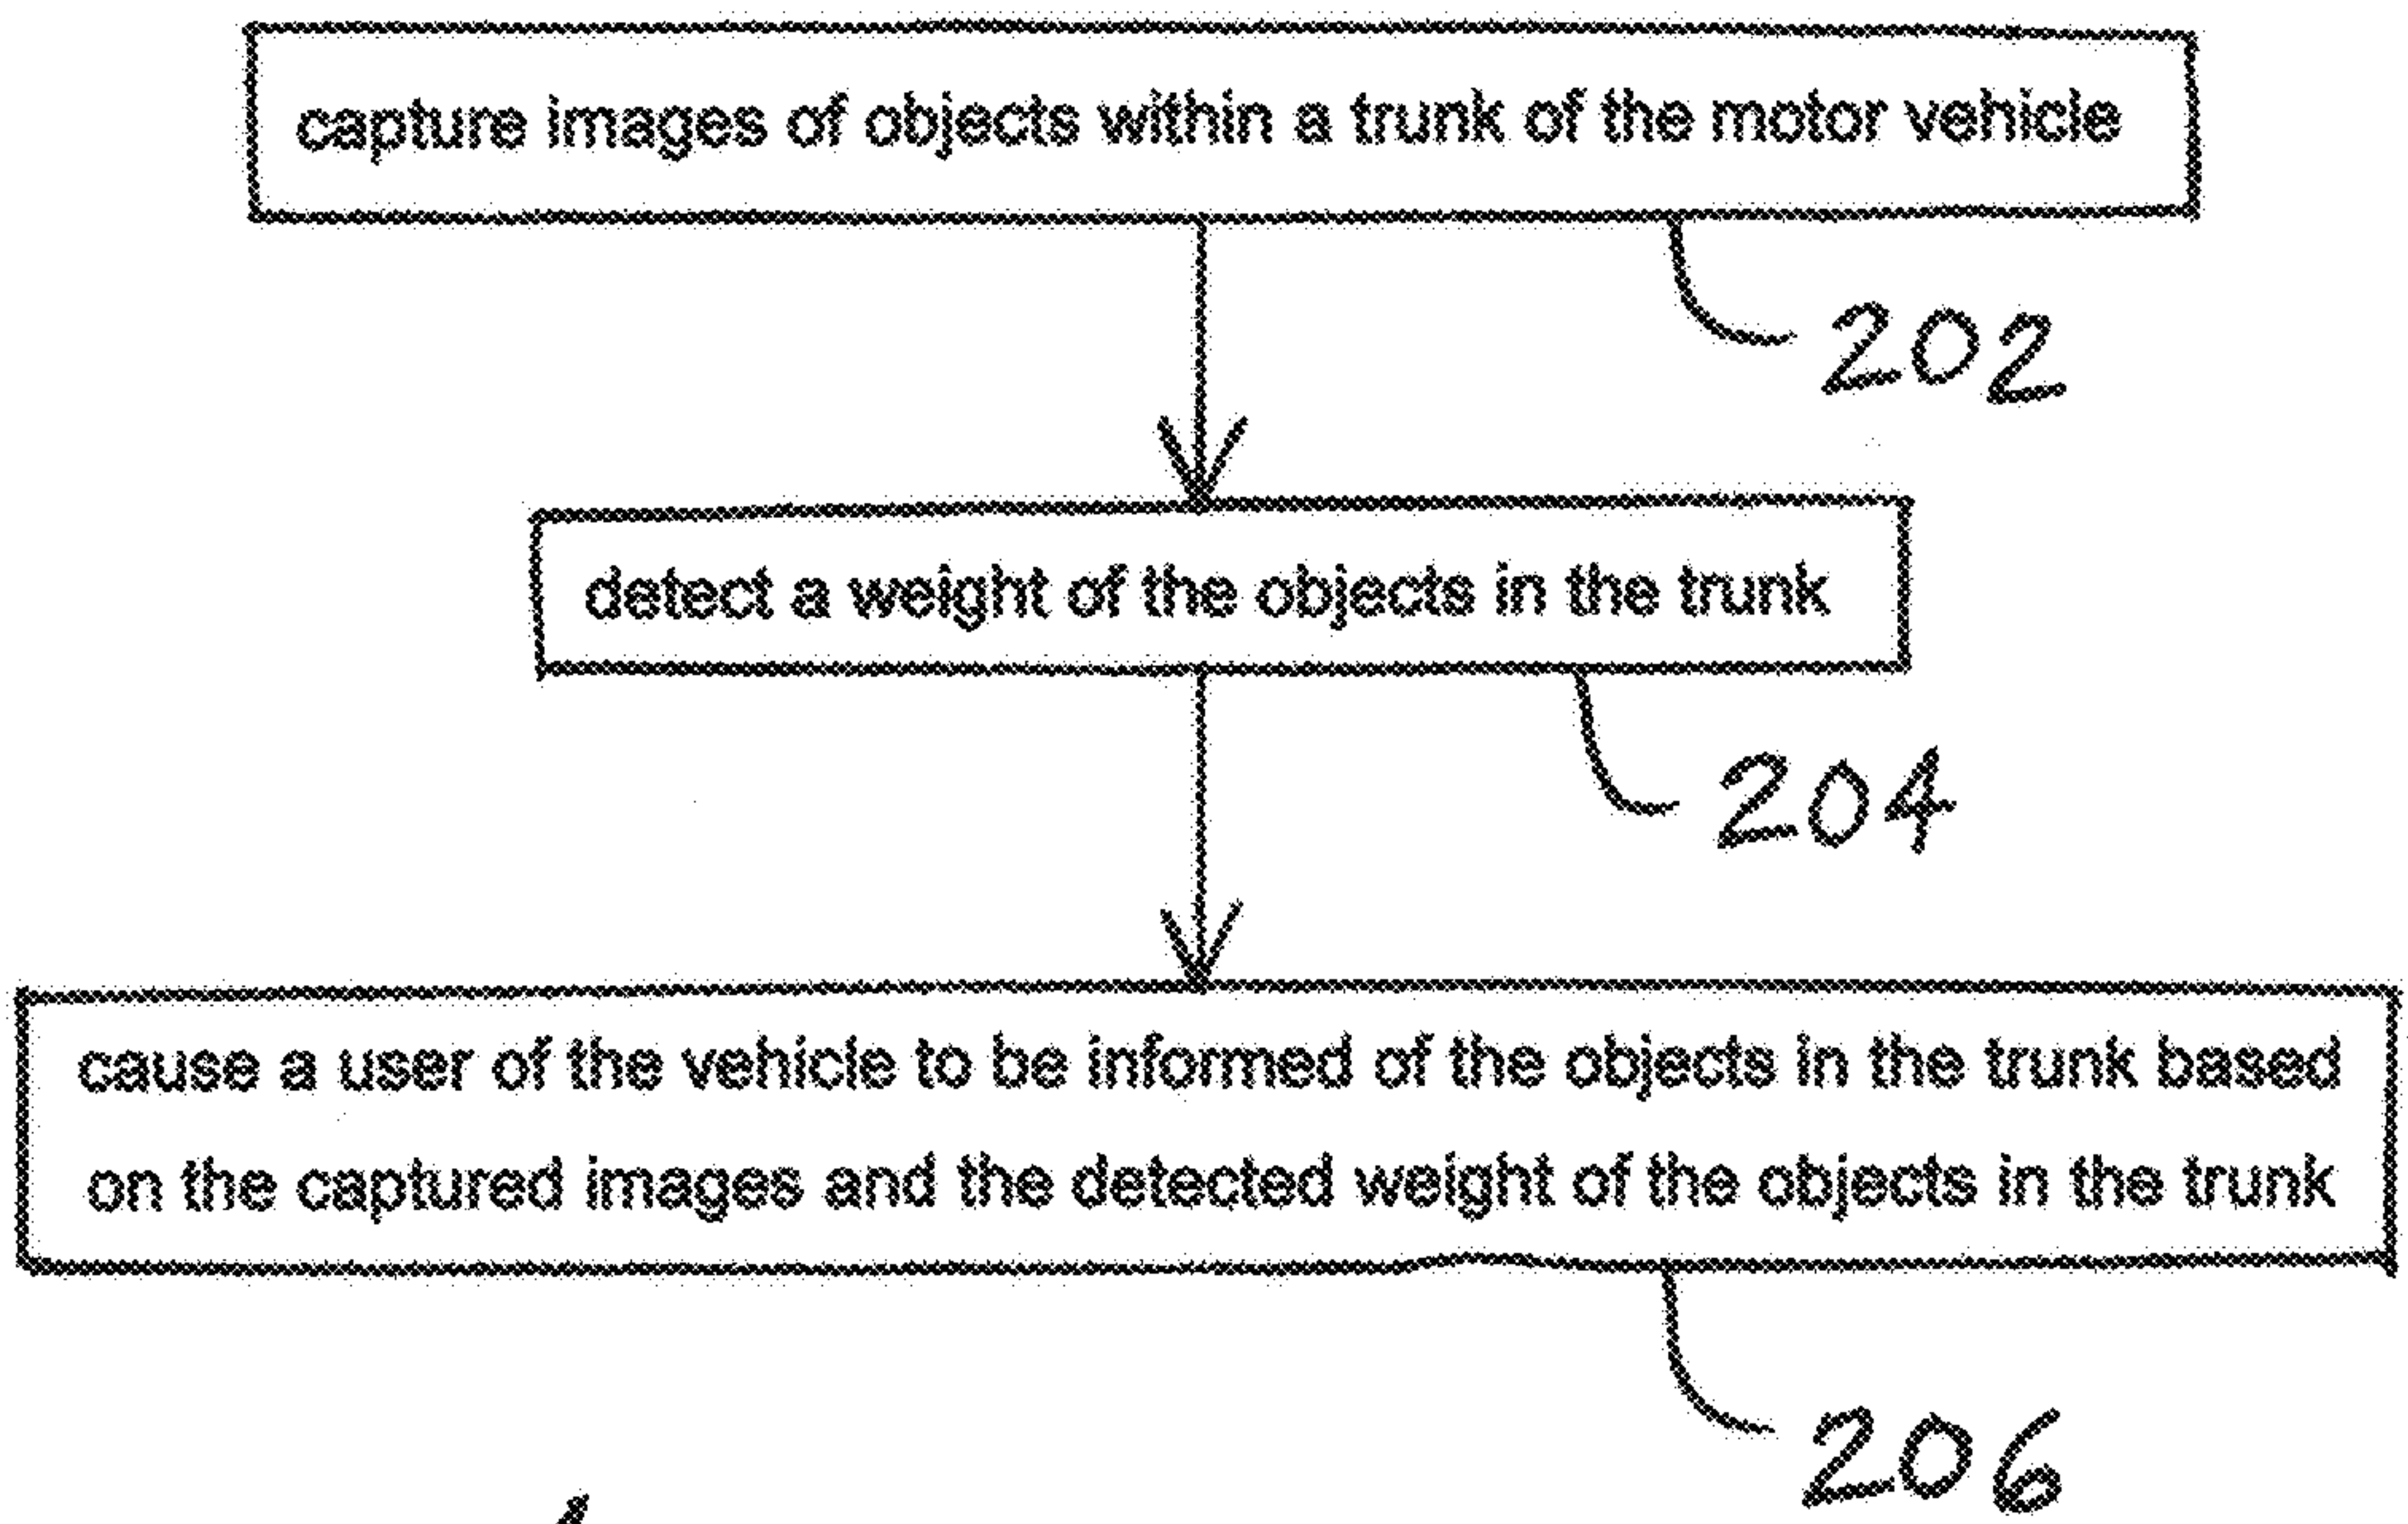 capture images of objects within a trunk of the motor vehicle
202
detect a weight of the objects in the trunk
204
cause a user of the vehicle to be informed of the objects in the trunk based
on the captured images and the detected weight of the objects in the trunk
206